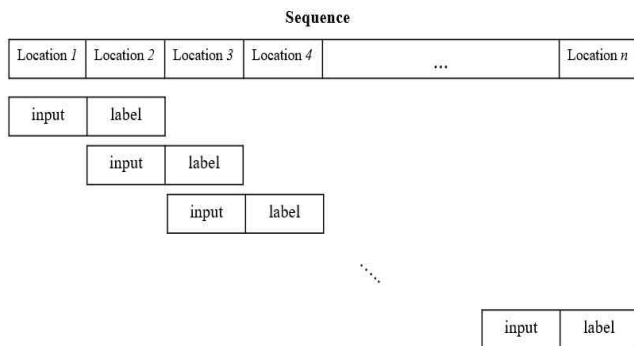 Sequence
Location 1 Location 2 Location 3 Location 4 ... Location n
input label
input label
input label
input label